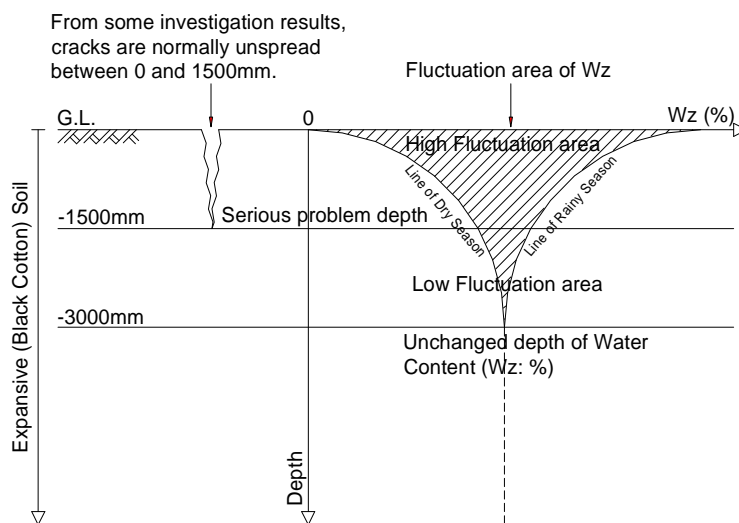 From some investigation results,
cracks are normally unspread
between 0 and 1500mm.
Fluctuation area of Wz
G.L.
0
Wz (%)
High Fluctuation area
Line of Dry Season
Line of Rainy Season
-1500mm
Serious problem depth
Low Fluctuation area
-3000mm
Unchanged depth of Water
Content (Wz: %)
Expansive (Black Cotton) Soil
Depth